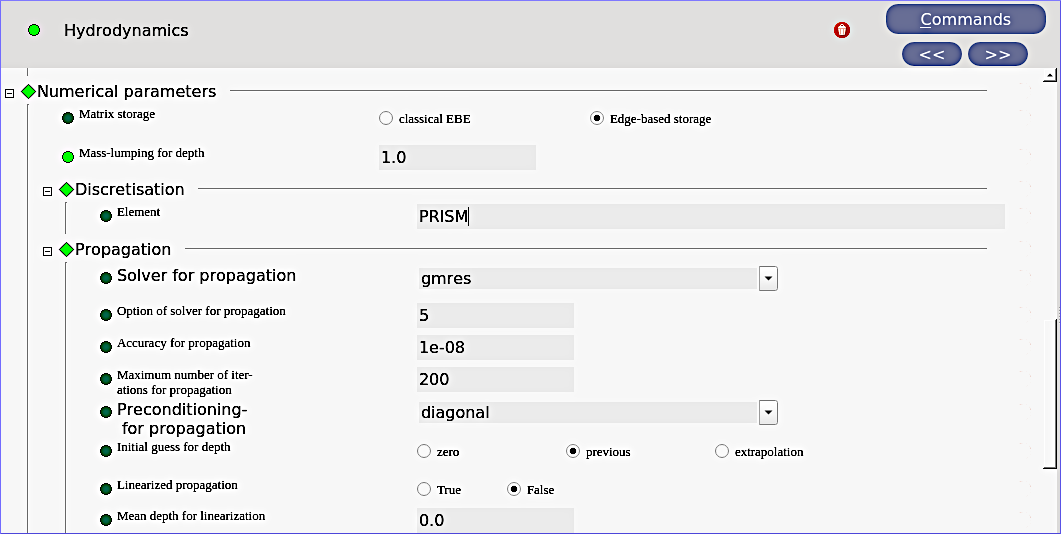 Hydrodynamics
Commands
<< >>
Numerical parameters
Matrix storage classical EBE Edge-based storage
Mass-lumping for depth 1.0
Discretisation
Element PRISM
Propagation
Solver for propagation gmres
Option of solver for propagation 5
Accuracy for propagation 1e-08
Maximum number of iter-
ations for propagation 200
Preconditioning- diagonal
for propagation
Initial guess for depth zero previous extrapolation
Linearized propagation True False
Mean depth for linearization 0.0